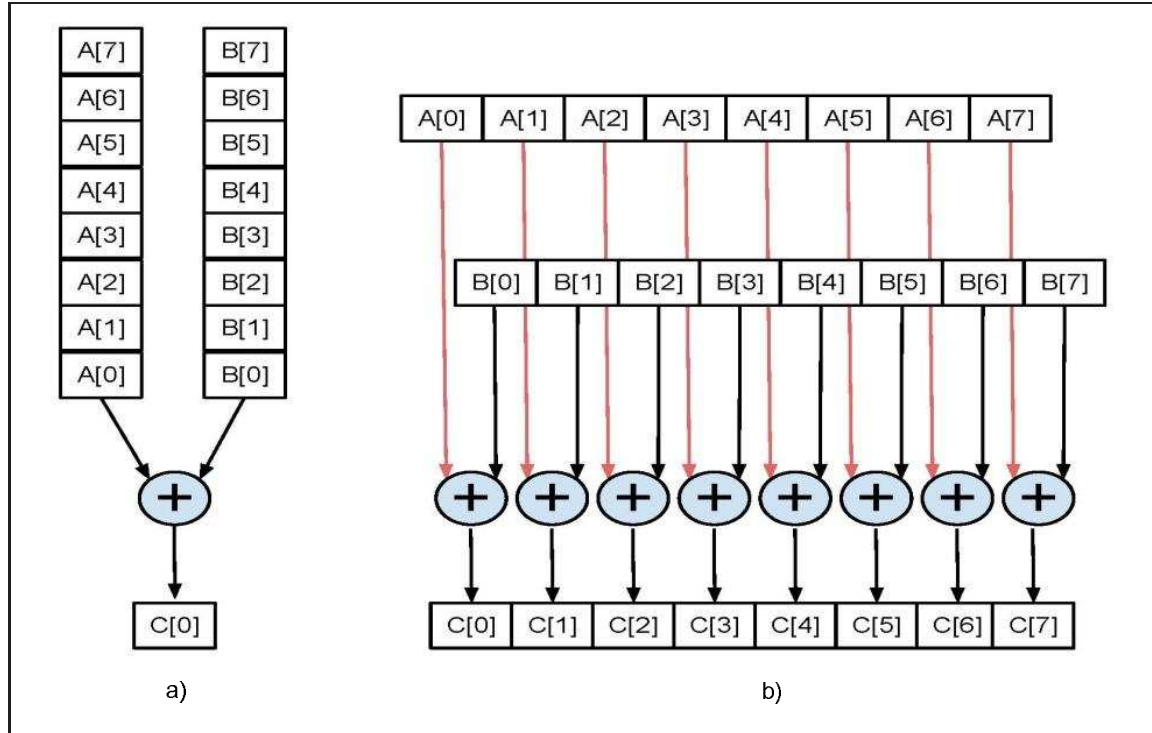 A[7] B[7]
A[6] B[6]
A[5] B[5]
A[4] B[4]
A[3] B[3]
A[2] B[2]
A[1] B[1]
A[0] B[0]
+
C[0]
a)
A[0] A[1] A[2] A[3] A[4] A[5] A[6] A[7]
B[0] B[1] B[2] B[3] B[4] B[5] B[6] B[7]
+ + + + + + + +
C[0] C[1] C[2] C[3] C[4] C[5] C[6] C[7]
b)